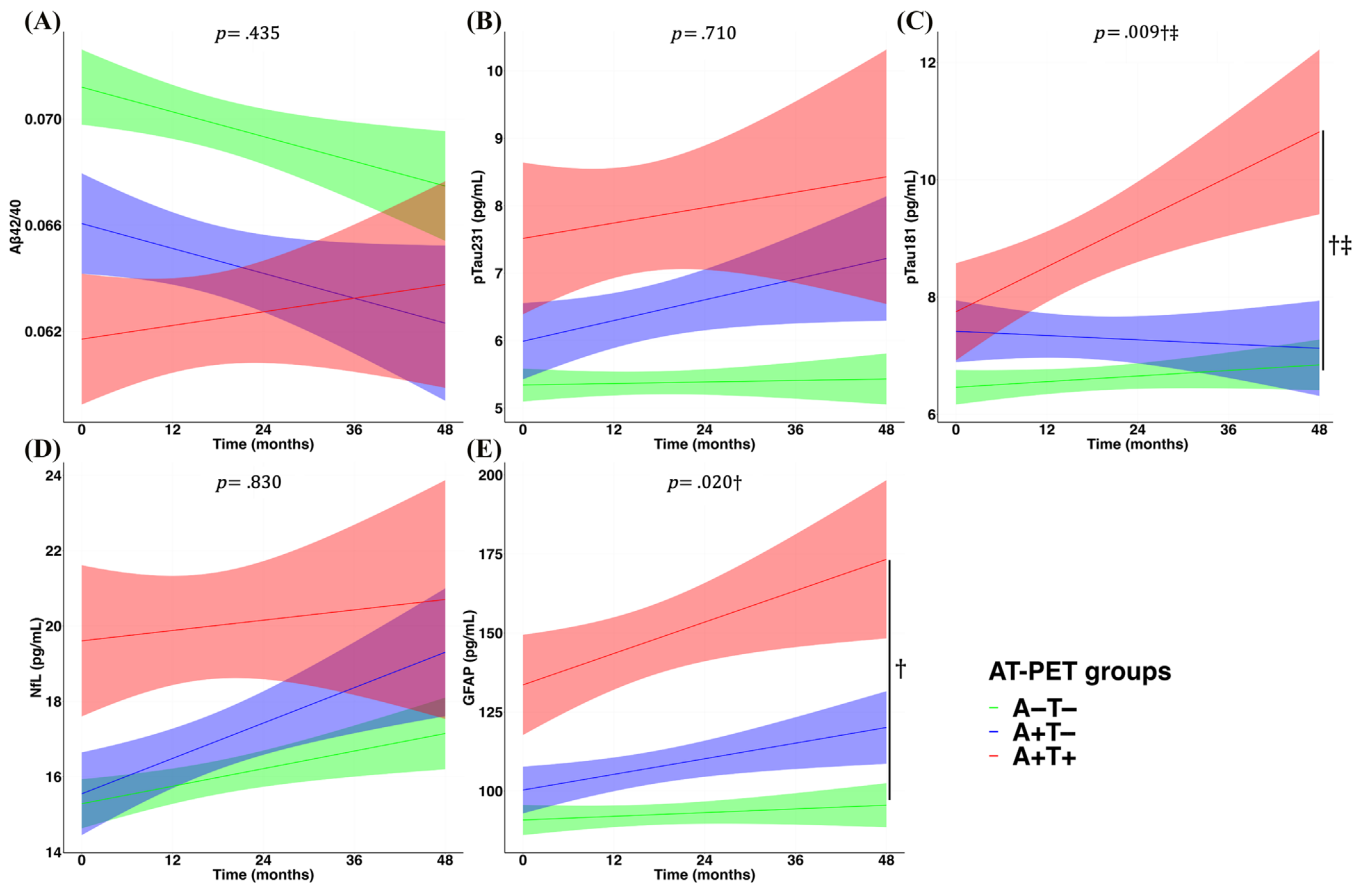 (A)
p= .435
Aβ42/40
0.070
0.066
0.062
0 12 24 36 48
Time (months)
(B)
p= .710
pTau231 (pg/mL)
10
9
8
7
6
5
0 12 24 36 48
Time (months)
(C)
p= .009†‡
pTau181 (pg/mL)
12
10
8
6
†‡
0 12 24 36 48
Time (months)
(D)
p= .830
NfL (pg/mL)
24
22
20
18
16
14
0 12 24 36 48
Time (months)
(E)
p= .020†
GFAP (pg/mL)
200
175
150
125
100
†
0 12 24 36 48
Time (months)
AT-PET groups
A−T−
A+T−
A+T+